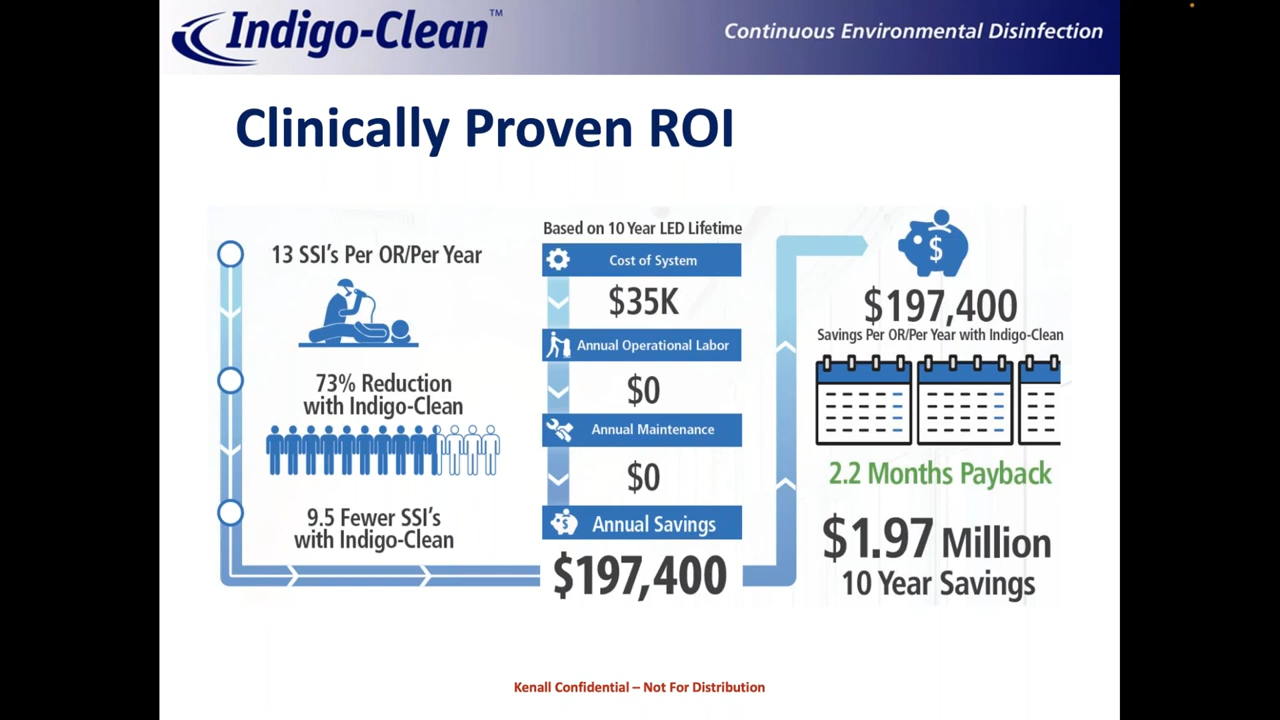 Indigo-Clean™
Continuous Environmental Disinfection
Clinically Proven ROI
13 SSI's Per OR/Per Year
73% Reduction
with Indigo-Clean
9.5 Fewer SSI's
with Indigo-Clean
Based on 10 Year LED Lifetime
Cost of System
$35K
Annual Operational Labor
$0
Annual Maintenance
$0
$
Annual Savings
$197,400
$
$197,400
Savings Per OR/Per Year with Indigo-Clean
2.2 Months Payback
$1.97 Million
10 Year Savings
Kenall Confidential – Not For Distribution